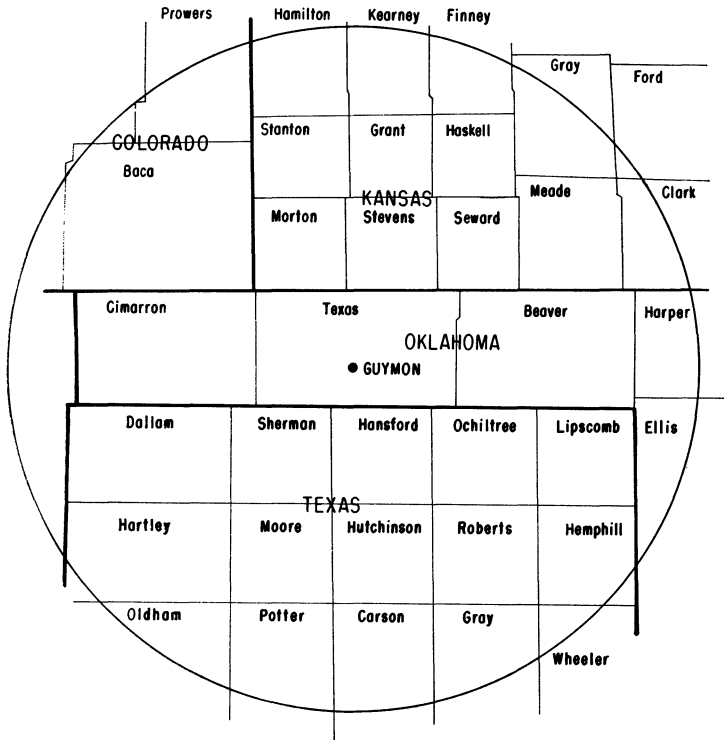 Prowers Hamilton Kearney Finney
Gray Ford
Stanton Grant Haskell
COLORADO
Baca
Meade Clark
KANSAS
Morton Stevens Seward
Cimarron Texas Beaver Harper
OKLAHOMA
GUYMON
Dallam Sherman Hansford Ochiltree Lipscomb Ellis
TEXAS
Hartley Moore Hutchinson Roberts Hemphill
Oldham Potter Carson Gray
Wheeler